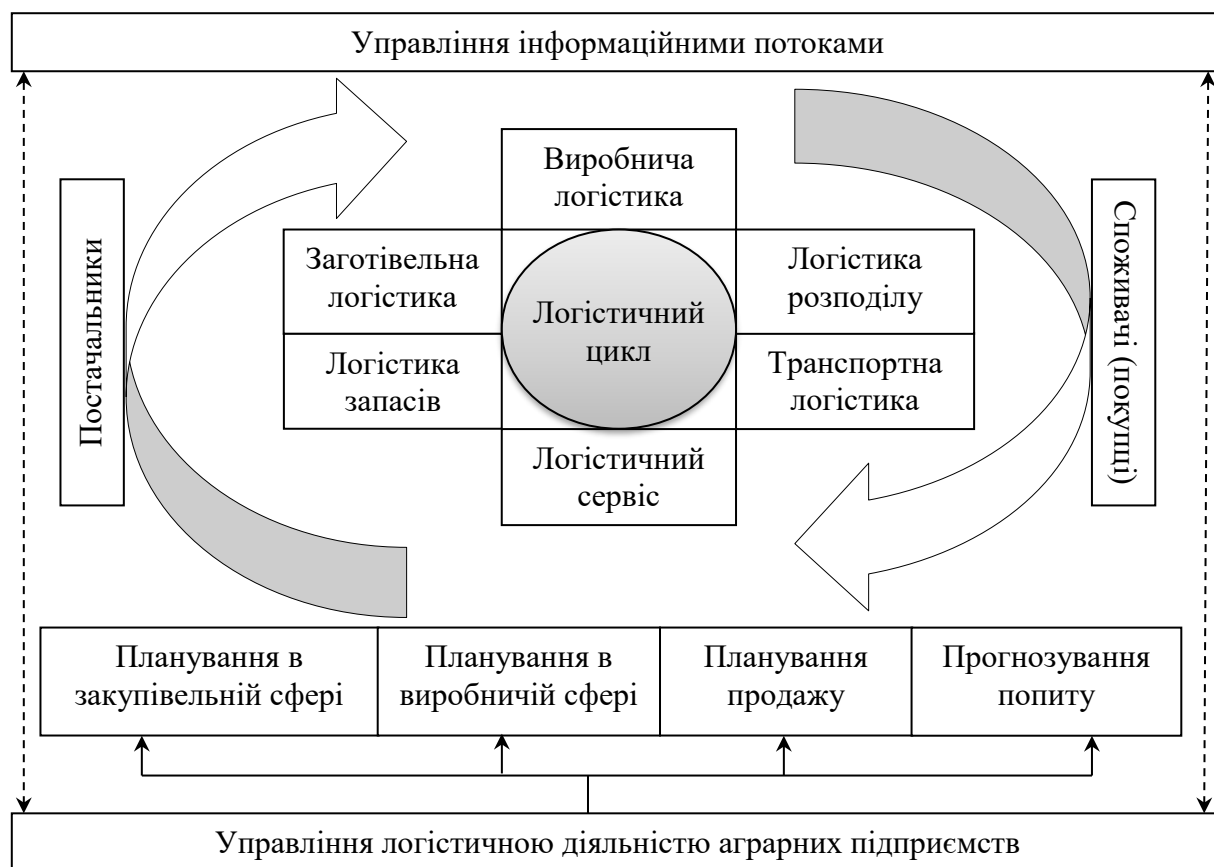 Управління інформаційними потоками
Виробнича
логістика
Постачальники
Заготівельна
логістика
Логістичний
цикл
Логістика
розподілу
Споживачі (покупці)
Логістика
запасів
Транспортна
логістика
Логістичний
сервіс
Планування в
закупівельній сфері
Планування в
виробничій сфері
Планування
продажу
Прогнозування
попиту
Управління логістичною діяльністю аграрних підприємств